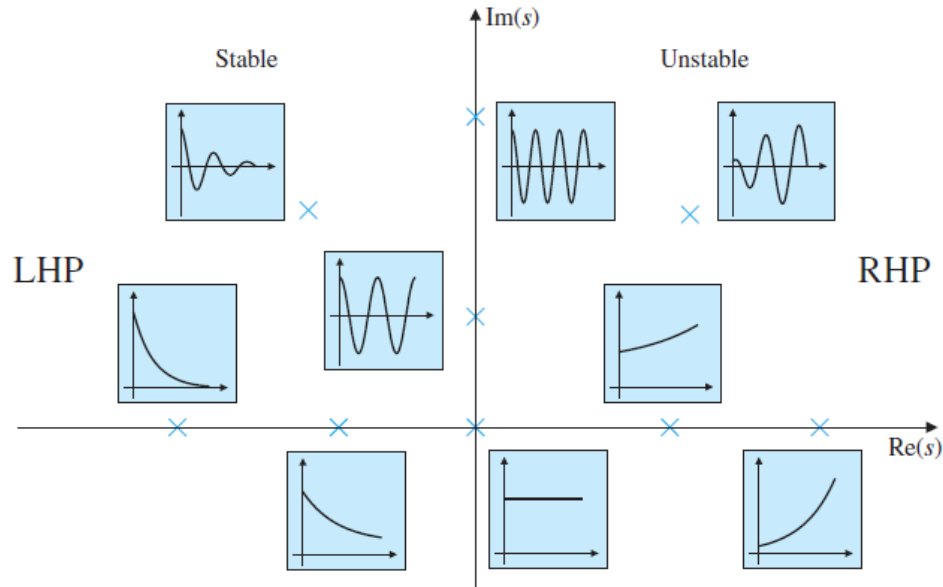 Im(s)
Stable
Unstable
LHP
RHP
Re(s)